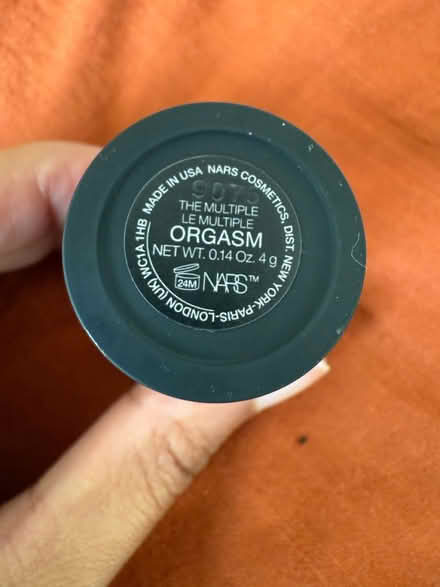 MADE IN USA NARS COSMETICS, DIST. NEW YORK-PARIS-LONDON (UK) WC1A 1HB
THE MULTIPLE
LE MULTIPLE
ORGASM
NET WT. 0.14 Oz. 4 g
24M NARS™